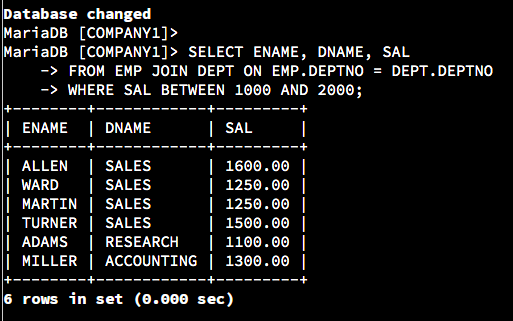 Database changed
MariaDB [COMPANY1]>
MariaDB [COMPANY1]> SELECT ENAME, DNAME, SAL
    -> FROM EMP JOIN DEPT ON EMP.DEPTNO = DEPT.DEPTNO
    -> WHERE SAL BETWEEN 1000 AND 2000;
+--------+------------+---------+
| ENAME  | DNAME      | SAL     |
+--------+------------+---------+
| ALLEN  | SALES      | 1600.00 |
| WARD   | SALES      | 1250.00 |
| MARTIN | SALES      | 1250.00 |
| TURNER | SALES      | 1500.00 |
| ADAMS  | RESEARCH   | 1100.00 |
| MILLER | ACCOUNTING | 1300.00 |
+--------+------------+---------+
6 rows in set (0.000 sec)